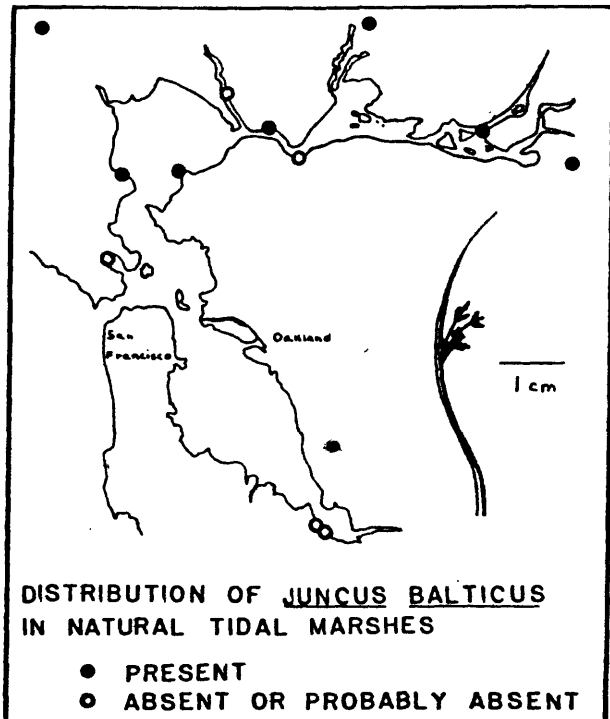 San
Francisco
Oakland
1 cm
DISTRIBUTION OF JUNCUS BALTICUS
IN NATURAL TIDAL MARSHES
PRESENT
ABSENT OR PROBABLY ABSENT